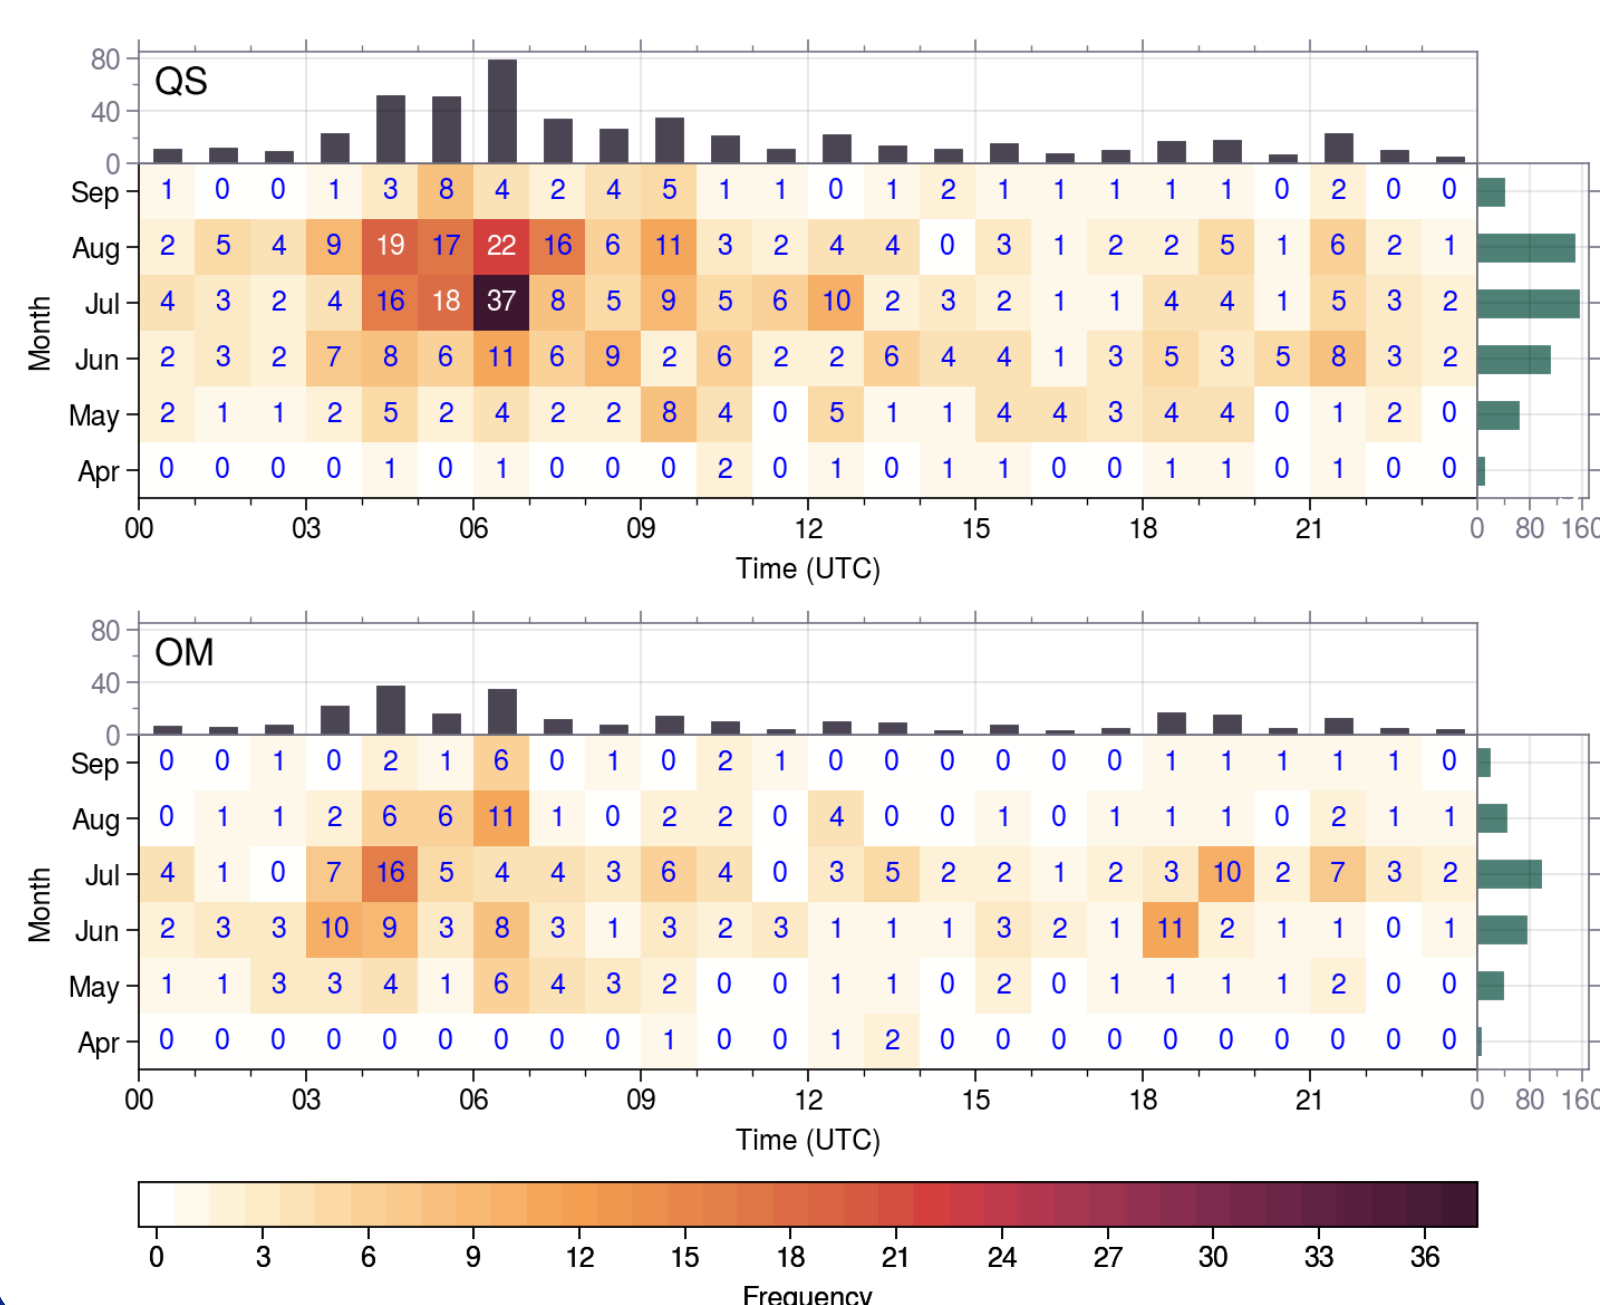 80
QS
40
0
Sep 1 0 0 1 3 8 4 2 4 5 1 1 0 1 2 1 1 1 1 1 0 2 0 0
Aug 2 5 4 9 19 17 22 16 6 11 3 2 4 4 0 3 1 2 2 5 1 6 2 1
Jul 4 3 2 4 16 18 37 8 5 9 5 6 10 2 3 2 1 1 4 4 1 5 3 2
Jun 2 3 2 7 8 6 11 6 9 2 6 2 2 6 4 4 1 3 5 3 5 8 3 2
May 2 1 1 2 5 2 4 2 2 8 4 0 5 1 1 4 4 3 4 4 0 1 2 0
Apr 0 0 0 0 1 0 1 0 0 0 2 0 1 0 1 1 0 0 1 1 0 1 0 0
Month
00 03 06 09 12 15 18 21 0 80 160
Time (UTC)
80
OM
40
0
Sep 0 0 1 0 2 1 6 0 1 0 2 1 0 0 0 0 0 0 1 1 1 1 1 0
Aug 0 1 1 2 6 6 11 1 0 2 2 0 4 0 0 1 0 1 1 1 0 2 1 1
Jul 4 1 0 7 16 5 4 4 3 6 4 0 3 5 2 2 1 2 3 10 2 7 3 2
Jun 2 3 3 10 9 3 8 3 1 3 2 3 1 1 1 3 2 1 11 2 1 1 0 1
May 1 1 3 3 4 1 6 4 3 2 0 0 1 1 0 2 0 1 1 1 1 2 0 0
Apr 0 0 0 0 0 0 0 0 0 1 0 0 1 2 0 0 0 0 0 0 0 0 0 0
Month
00 03 06 09 12 15 18 21 0 80 160
Time (UTC)
0 3 6 9 12 15 18 21 24 27 30 33 36
Frequency